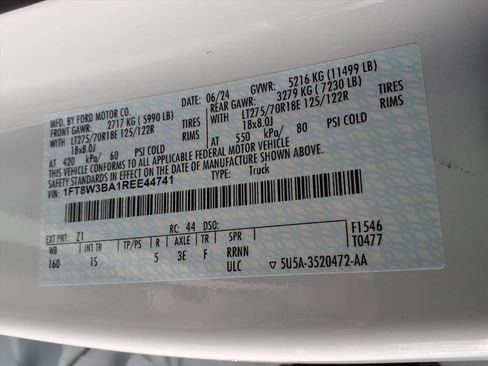 MFD. BY FORD MOTOR CO.
DATE: 06/24 GVWR: 5216 KG (11499 LB)
FRONT GAWR: 2717 KG (5990 LB) REAR GAWR: 3279 KG (7230 LB)
WITH LT275/70R18E 125/122R TIRES WITH LT275/70R18E 125/122R TIRES
18x8.0J RIMS 18x8.0J RIMS
AT 420 kPa/ 60 PSI COLD AT 550 kPa/ 80 PSI COLD
THIS VEHICLE CONFORMS TO ALL APPLICABLE FEDERAL MOTOR VEHICLE
SAFETY STANDARDS IN EFFECT ON THE DATE OF MANUFACTURE SHOWN ABOVE.
VIN: 1FT8W3BA1REE44741 TYPE: Truck
EXT PNT: Z1 RC: 44 DSO: F1546
WB INT TR TP/PS R AXLE TR SPR T0477
160 1S 5 3E F RRNN
ULC ▽ 5U5A-3520472-AA